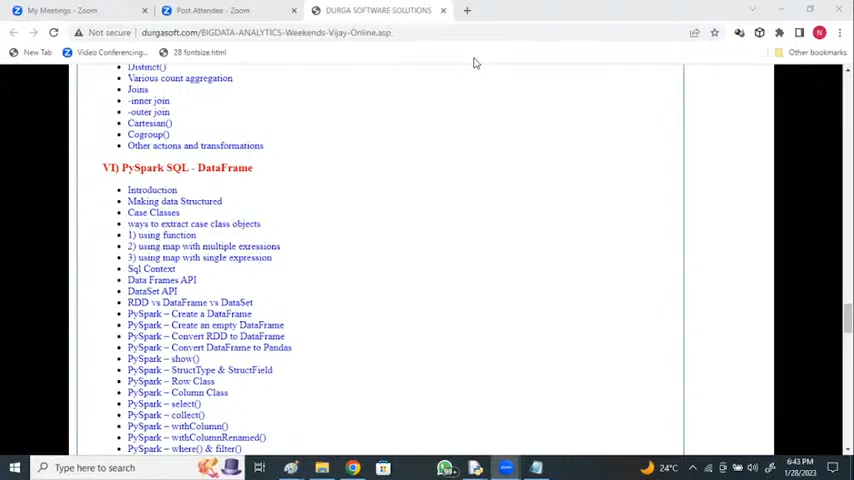 My Meetings - Zoom
Post Attendee - Zoom
DURGA SOFTWARE SOLUTIONS
Not secure | durgasoft.com/BIGDATA-ANALYTICS-Weekends-Vijay-Online.asp
N
New Tab
Video Conferencing...
28 fontsize.html
Other bookmarks
Distinct()
Various count aggregation
Joins
-inner join
-outer join
Cartesian()
Cogroup()
Other actions and transformations
VI) PySpark SQL - DataFrame
Introduction
Making data Structured
Case Classes
ways to extract case class objects
1) using function
2) using map with multiple exressions
3) using map with single expression
Sql Context
Data Frames API
DataSet API
RDD vs DataFrame vs DataSet
PySpark – Create a DataFrame
PySpark – Create an empty DataFrame
PySpark – Convert RDD to DataFrame
PySpark – Convert DataFrame to Pandas
PySpark – show()
PySpark – StructType & StructField
PySpark – Row Class
PySpark – Column Class
PySpark – select()
PySpark – collect()
PySpark – withColumn()
PySpark – withColumnRenamed()
PySpark – where() & filter()
Type here to search
24°C
6:43 PM
1/28/2023